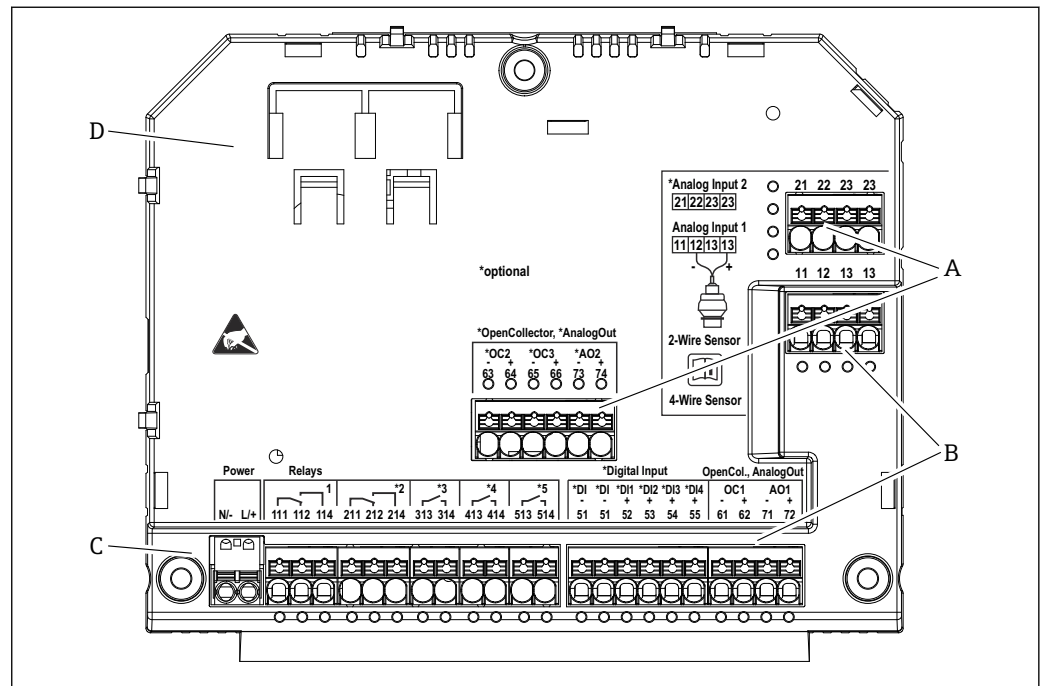 D
*Analog Input 2
21 22 23 23
21 22 23 23
Analog Input 1
11 12 13 13
- +
11 12 13 13
A
*optional
*OpenCollector, *AnalogOut
*OC2 *OC3 *AO2
- + - + - +
63 64 65 66 73 74
2-Wire Sensor
4-Wire Sensor
B
Power Relays *Digital Input OpenCol., AnalogOut
1 *2 *3 *4 *5 *DI *DI *DI1 *DI2 *DI3 *DI4 OC1 AO1
- - + + + + - + - +
N/- L/+ 111 112 114 211 212 214 313 314 413 414 513 514 51 51 52 53 54 55 61 62 71 72
C